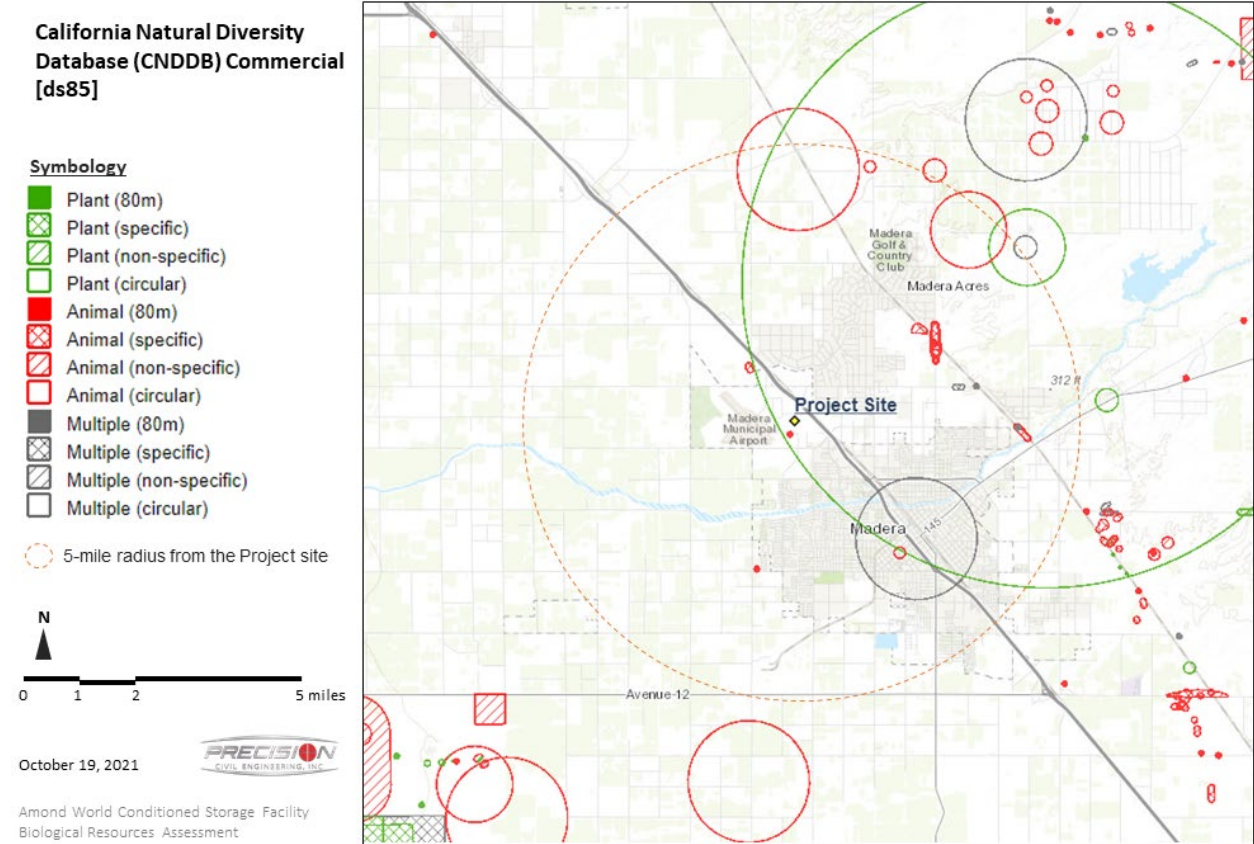 California Natural Diversity
Database (CNDDB) Commercial
[ds85]
Symbology
Plant (80m)
Plant (specific)
Plant (non-specific)
Plant (circular)
Animal (80m)
Animal (specific)
Animal (non-specific)
Animal (circular)
Multiple (80m)
Multiple (specific)
Multiple (non-specific)
Multiple (circular)
5-mile radius from the Project site
N
0 1 2 5 miles
October 19, 2021
PRECISION
CIVIL ENGINEERING, INC
Amond World Conditioned Storage Facility
Biological Resources Assessment
Madera
Golf &
Country
Club
Madera Acres
312 ft
Project Site
Madera
Municipal
Airport
Madera
145
Avenue 12